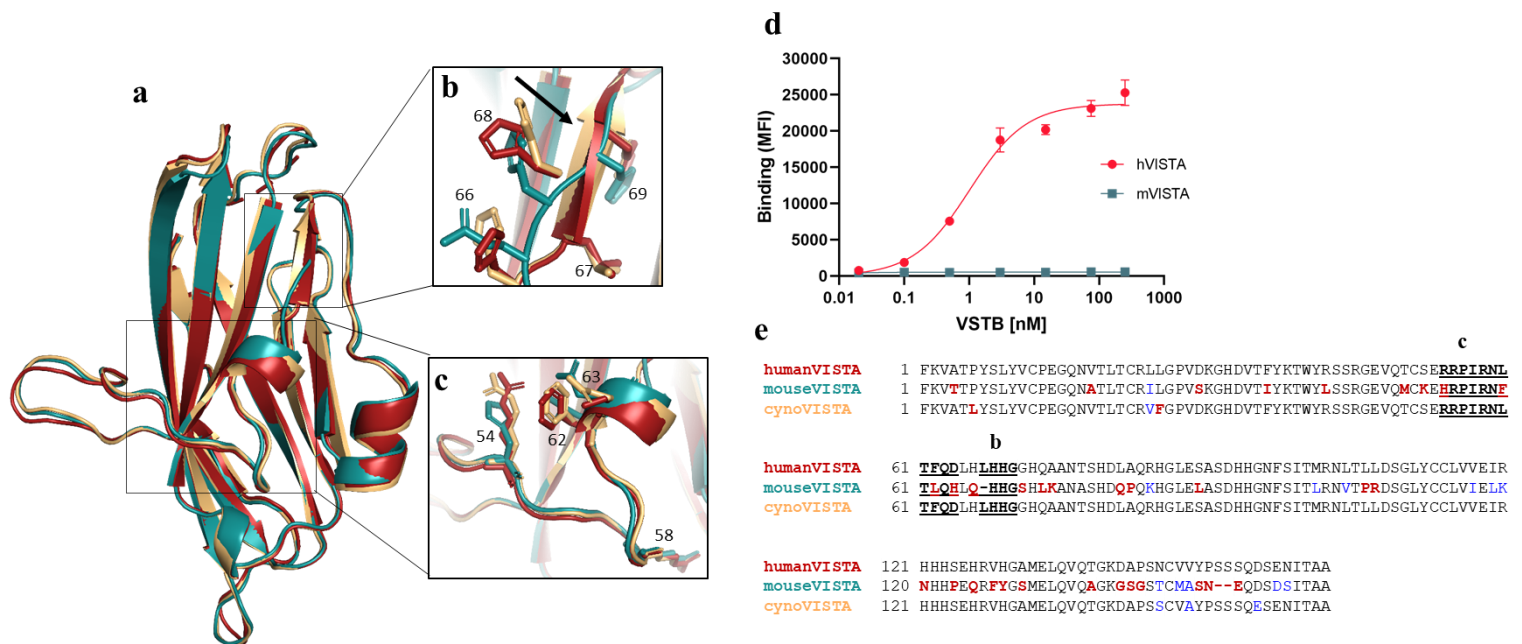 a
b
68
66
69
67
c
63
54
62
58
d
30000
25000
20000
15000
10000
5000
0
Binding (MFI)
0.01 0.1 1 10 100 1000
VSTB [nM]
hVISTA
mVISTA
e
c
humanVISTA 1 FKVATPYSLYVCPEGQNVTLTCRLLGPVDKGHDVTFYKTWYRSSRGEVQTCSERRPIRNL
mouseVISTA 1 FKVTTPYSLYVCPEGQNATLTCRILGPVSKGHDVTIYKTWYLSSRGEVQMCKEHRPIRNF
cynoVISTA 1 FKVATLYSLYVCPEGQNVTLTCRVFGPVDKGHDVTFYKTWYRSSRGEVQTCSERRPIRNL
b
humanVISTA 61 TFQDLHLHHGGHQAANTSHDLAQRHGLESASDHHGNFSITMRNLTLLDSGLYCCLVVEIR
mouseVISTA 61 TLQHLQ-HHGSHLKANASHDQPQKHGLELASDHHGNFSITLRNVTPRDSGLYCCLVIELK
cynoVISTA 61 TFQDLHLHHGGHQAANTSHDLAQRHGLESASDHHGNFSITMRNLTLLDSGLYCCLVVEIR
humanVISTA 121 HHHSEHRVHGAMELQVQTGKDAPSNCVVYPSSSQDSENITAA
mouseVISTA 120 NHHPEQRFYGSMELQVQAGKGSGSTCMASN--EQDSDSITAA
cynoVISTA 121 HHHSEHRVHGAMELQVQTGKDAPSSCVAYPSSSQESENITAA